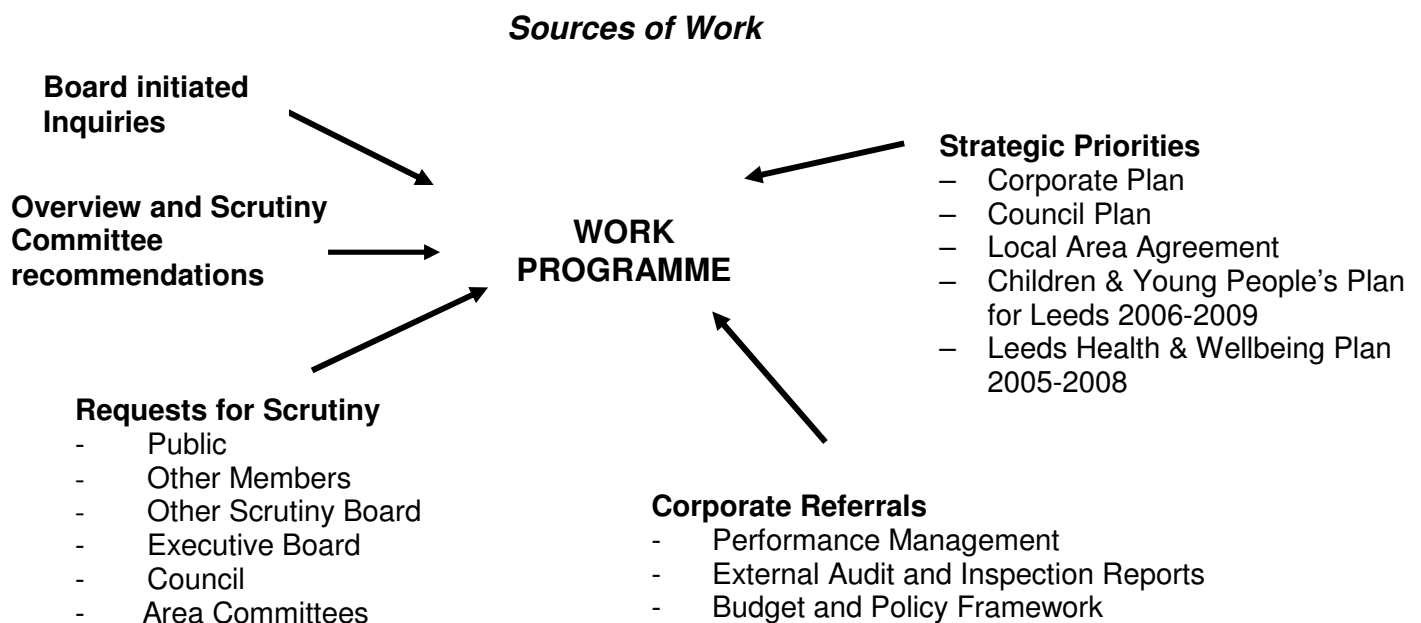 Sources of Work
Board initiated
Inquiries
Overview and Scrutiny
Committee
recommendations
WORK
PROGRAMME
Strategic Priorities
– Corporate Plan
– Council Plan
– Local Area Agreement
– Children & Young People's Plan
for Leeds 2006-2009
– Leeds Health & Wellbeing Plan
2005-2008
Requests for Scrutiny
- Public
- Other Members
- Other Scrutiny Board
- Executive Board
- Council
- Area Committees
Corporate Referrals
- Performance Management
- External Audit and Inspection Reports
- Budget and Policy Framework